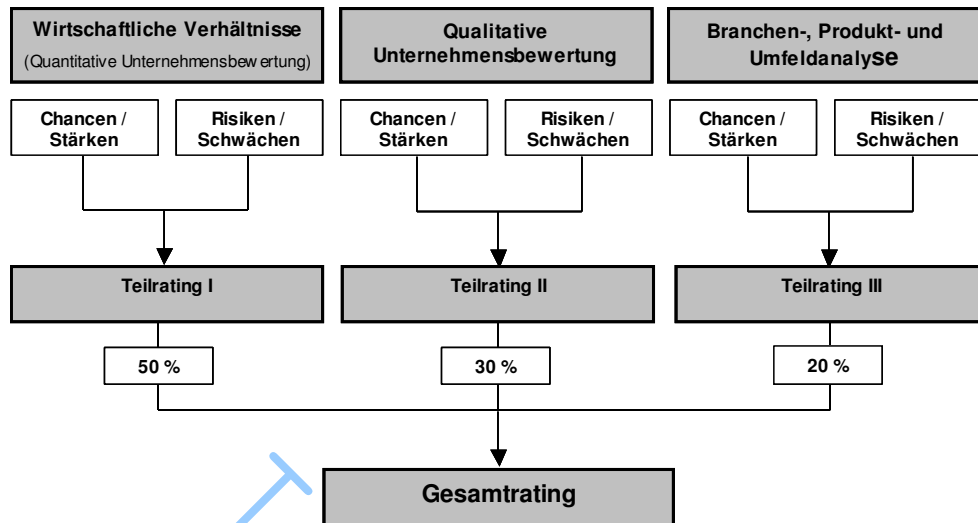 Wirtschaftliche Verhältnisse
(Quantitative Unternehmensbewertung)
Qualitative
Unternehmensbewertung
Branchen-, Produkt- und
Umfeldanalyse
Chancen /
Stärken
Risiken /
Schwächen
Chancen /
Stärken
Risiken /
Schwächen
Chancen /
Stärken
Risiken /
Schwächen
Teilrating I
Teilrating II
Teilrating III
50 %
30 %
20 %
Gesamtrating